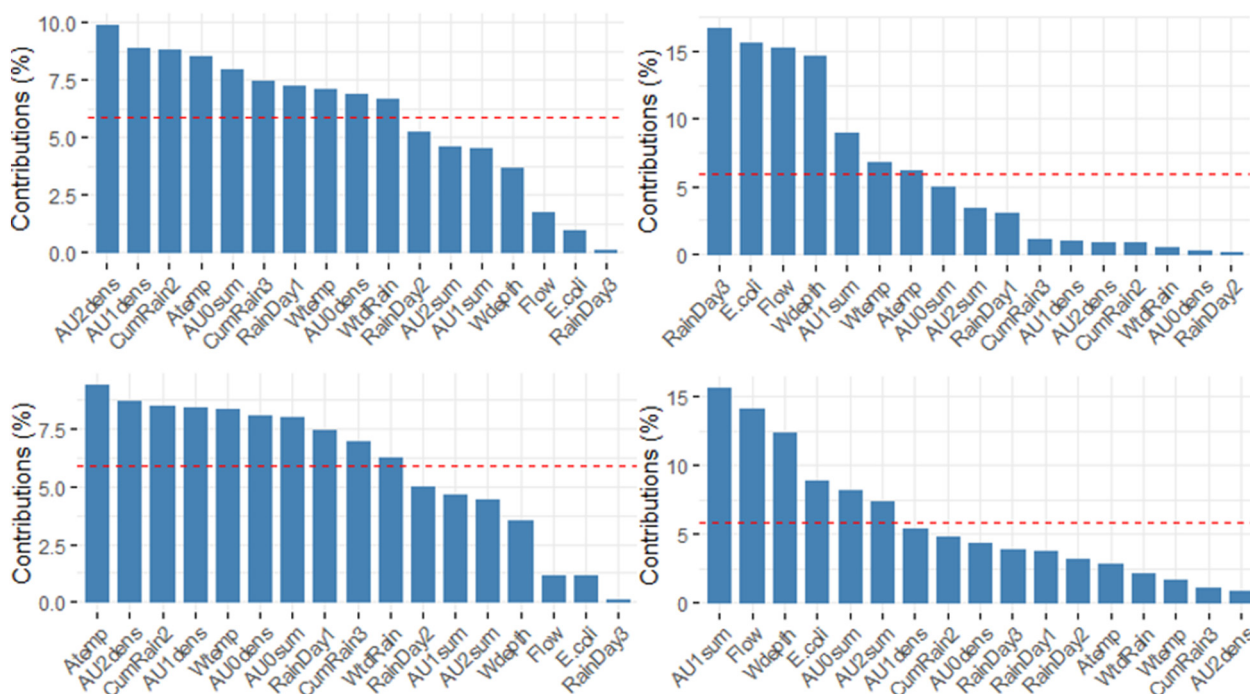 Contributions (%)
10.0
7.5
5.0
2.5
0.0
AU2dens
AU1dens
CumRain2
Atemp
AU0sum
CumRain3
RainDay1
Wtemp
AU0dens
WtdRain
RainDay2
AU2sum
AU1sum
Wdepth
Flow
E.coli
RainDay3
Contributions (%)
15
10
5
0
RainDay3
E.coli
Flow
Wdepth
AU1sum
Wtemp
Atemp
AU0sum
AU2sum
RainDay1
CumRain3
AU1dens
AU2dens
CumRain2
WtdRain
AU0dens
RainDay2
Contributions (%)
7.5
5.0
2.5
0.0
Atemp
AU2dens
CumRain2
AU1dens
Wtemp
AU0dens
AU0sum
RainDay1
CumRain3
WtdRain
RainDay2
AU1sum
AU2sum
Wdepth
Flow
E.coli
RainDay3
Contributions (%)
15
10
5
0
AU1sum
Flow
Wdepth
E.coli
AU0sum
AU2sum
AU1dens
CumRain2
AU0dens
RainDay3
RainDay1
RainDay2
Atemp
WtdRain
Wtemp
CumRain3
AU2dens